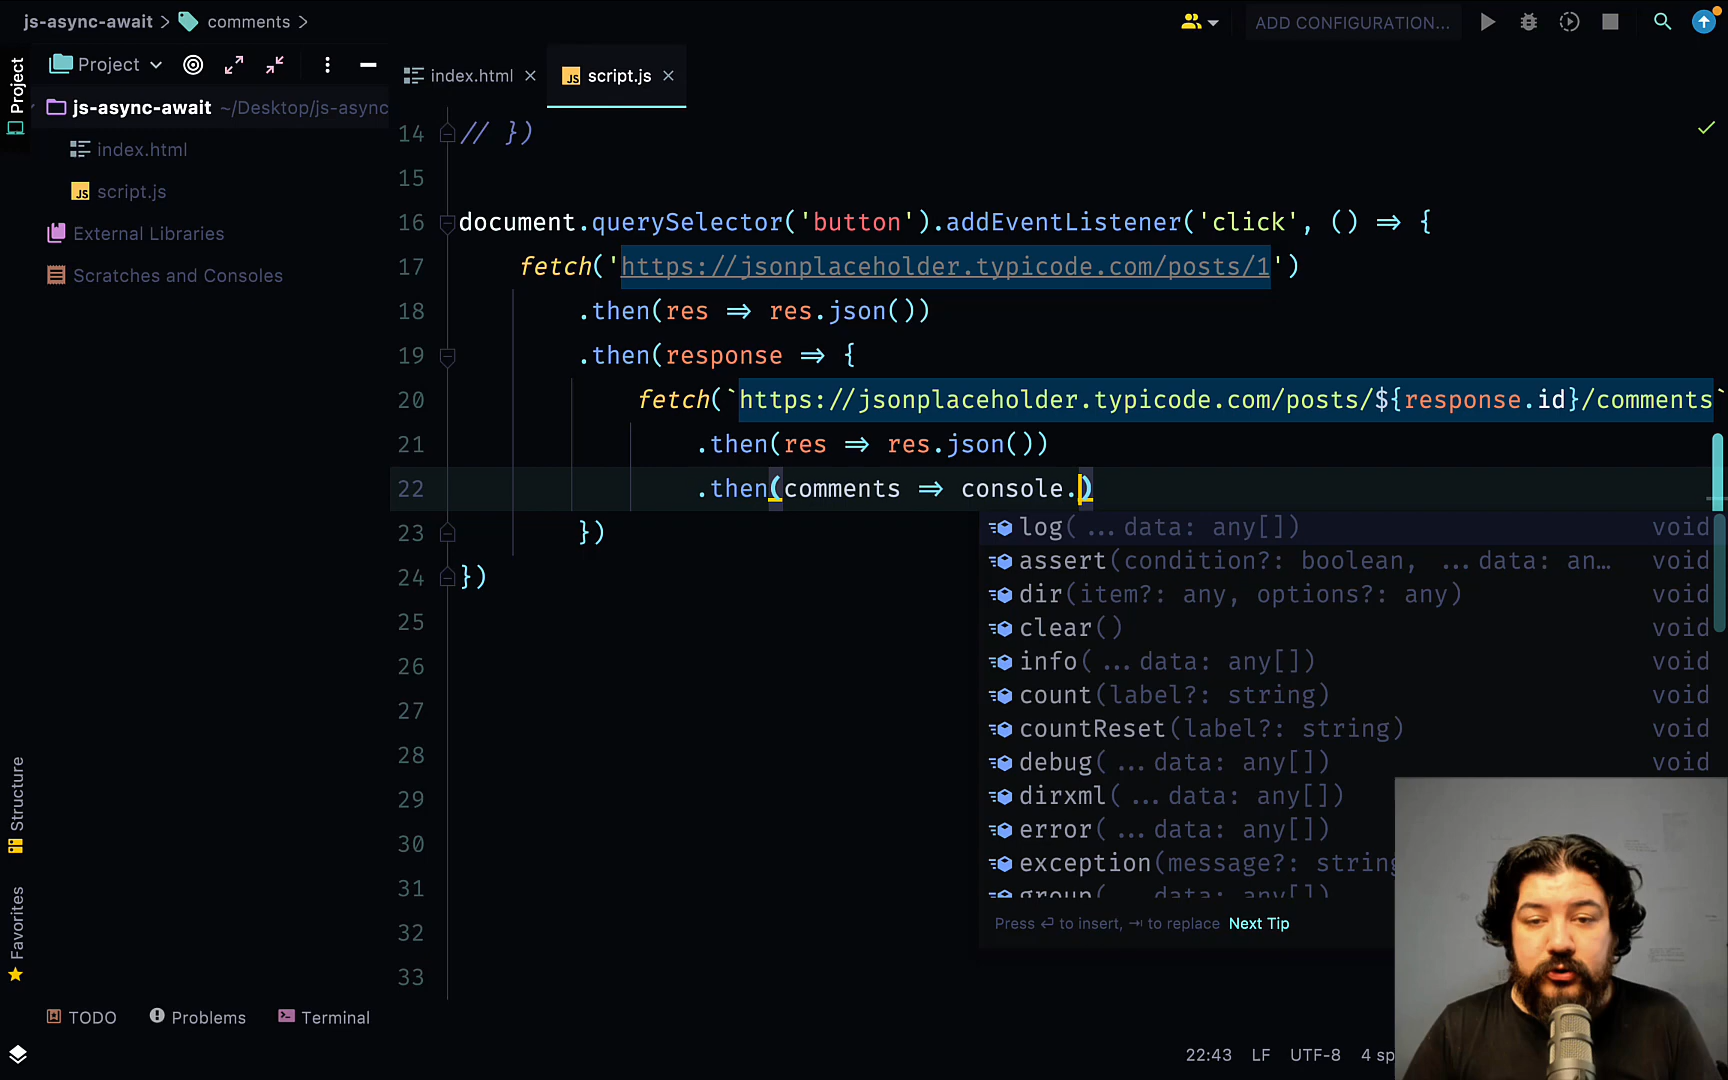 js-async-await > comments >
ADD CONFIGURATION...
Project
Project
index.html
script.js
js-async-await ~/Desktop/js-async
index.html
script.js
External Libraries
Scratches and Consoles
14 // })
15
16 document.querySelector('button').addEventListener('click', () => {
17 fetch('https://jsonplaceholder.typicode.com/posts/1')
18 .then(res => res.json())
19 .then(response => {
20 fetch(`https://jsonplaceholder.typicode.com/posts/${response.id}/comments`
21 .then(res => res.json())
22 .then(comments => console.)
23 })
24 })
25
26
27
28
29
30
31
32
33
log(...data: any[]) void
assert(condition?: boolean, ...data: an… void
dir(item?: any, options?: any) void
clear() void
info(...data: any[]) void
count(label?: string) void
countReset(label?: string) void
debug(...data: any[]) void
dirxml(...data: any[])
error(...data: any[])
exception(message?: string
group(...data: any[])
Press ↵ to insert, ⇥ to replace Next Tip
Structure
Favorites
TODO
Problems
Terminal
22:43 LF UTF-8 4 sp